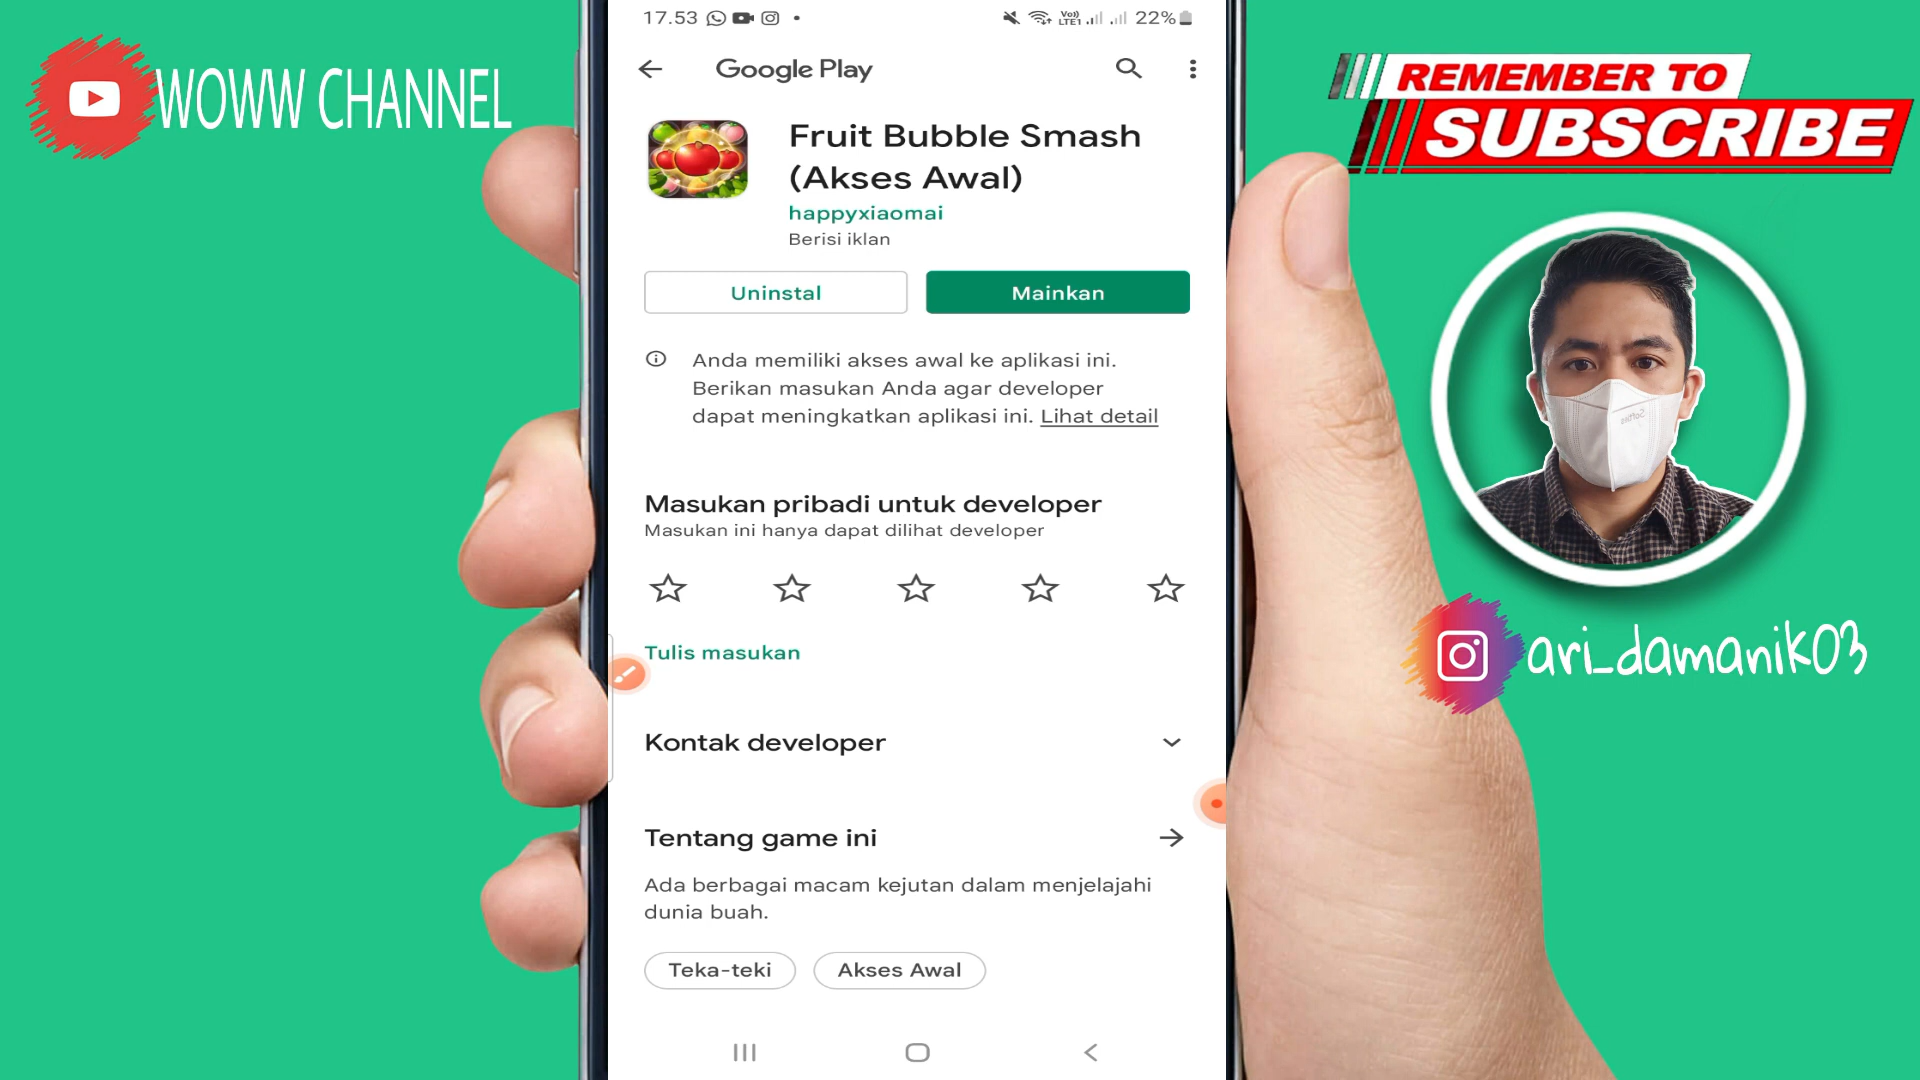 WOWW CHANNEL
17.53
Vo))
LTE1
22%
Google Play
REMEMBER TO
SUBSCRIBE
Fruit Bubble Smash
(Akses Awal)
happyxiaomai
Berisi iklan
Uninstal
Mainkan
Anda memiliki akses awal ke aplikasi ini.
Berikan masukan Anda agar developer
dapat meningkatkan aplikasi ini. Lihat detail
Masukan pribadi untuk developer
Masukan ini hanya dapat dilihat developer
Tulis masukan
ari_damanik03
Kontak developer
Tentang game ini
Ada berbagai macam kejutan dalam menjelajahi
dunia buah.
Teka-teki
Akses Awal